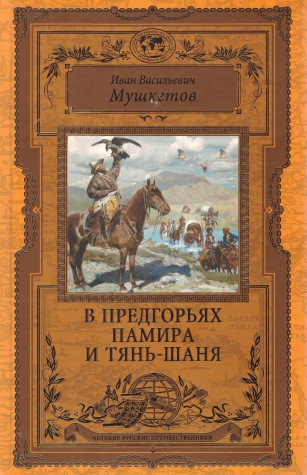 Иван Васильевич
Мушкетов
В ПРЕДГОРЬЯХ
ПАМИРА
И ТЯНЬ-ШАНЯ
ВЕЛИКИЕ РУССКИЕ ПУТЕШЕСТВЕННИКИ